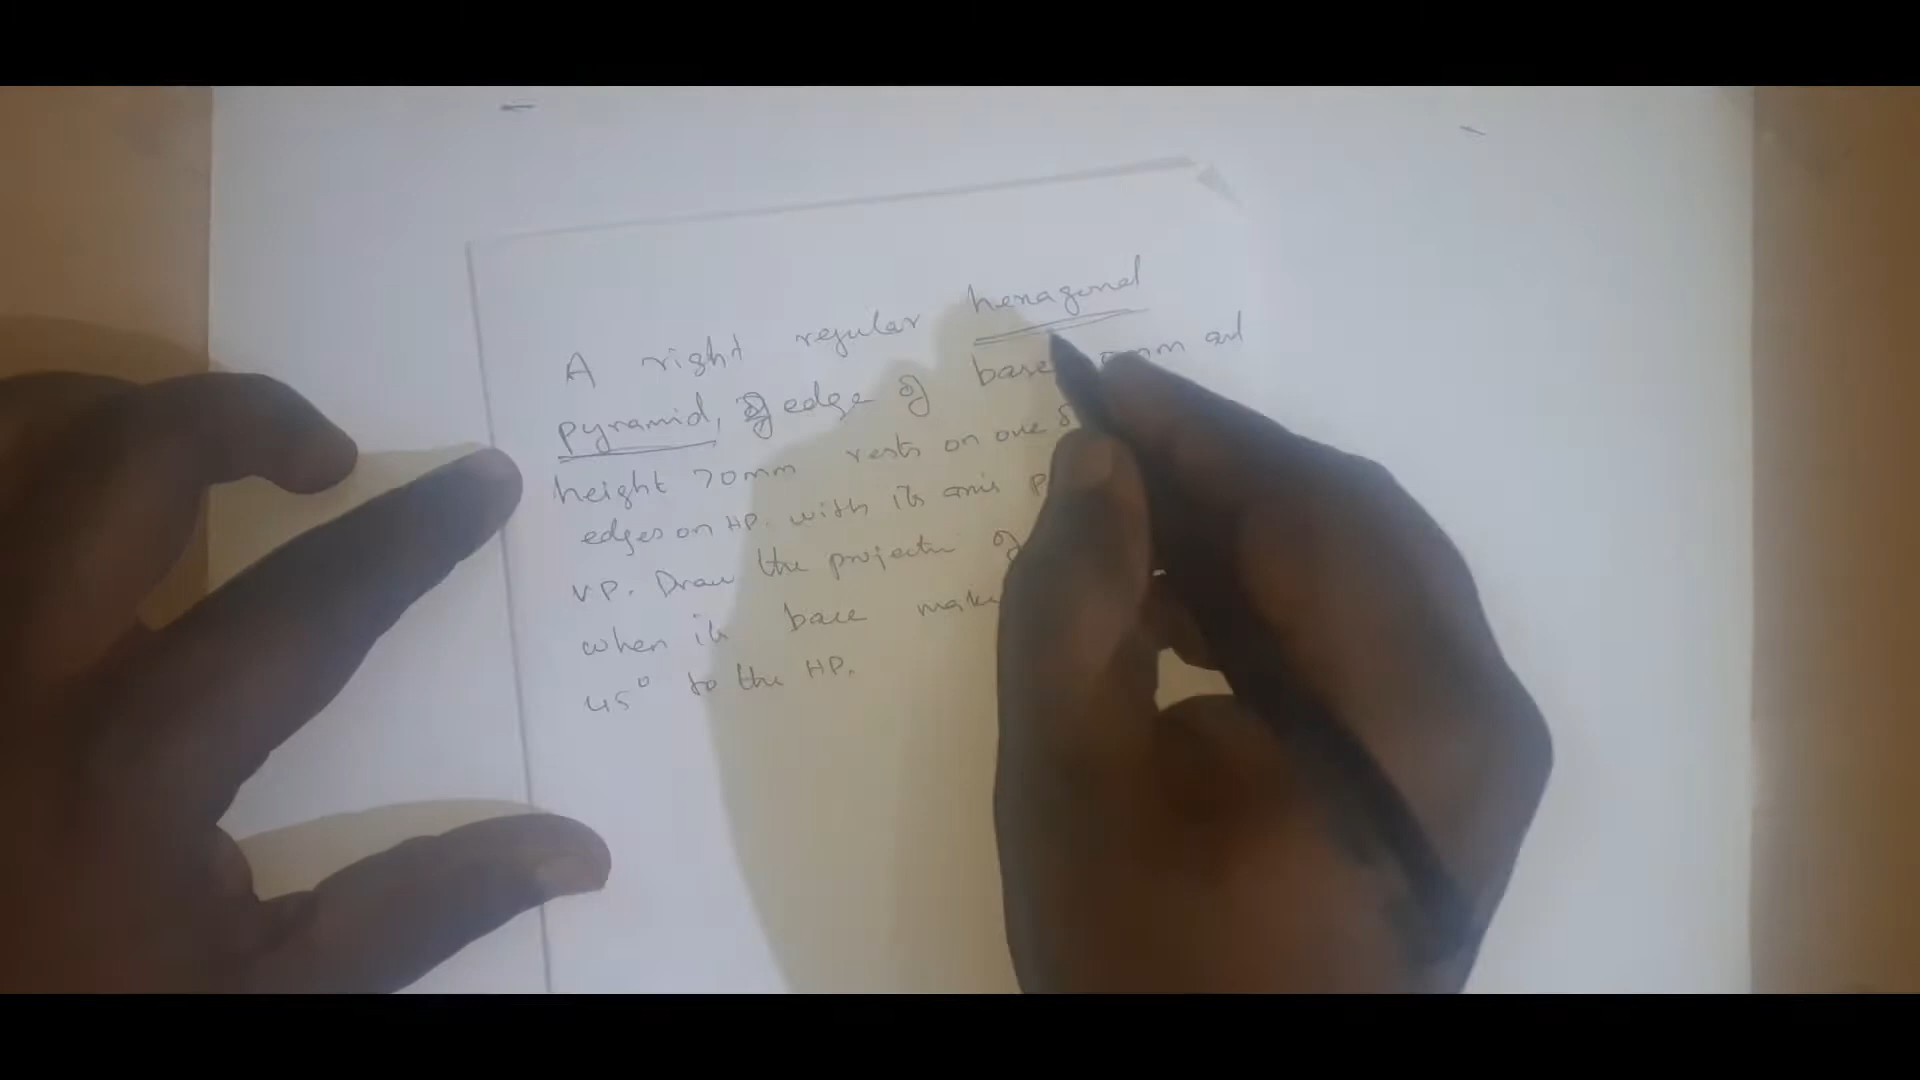 A right regular hexagonal
pyramid, of edge of base mm and
height 70mm rests on one
edges on HP. with its axis
V.P. Draw the projectn of
when its base
45° to the HP.